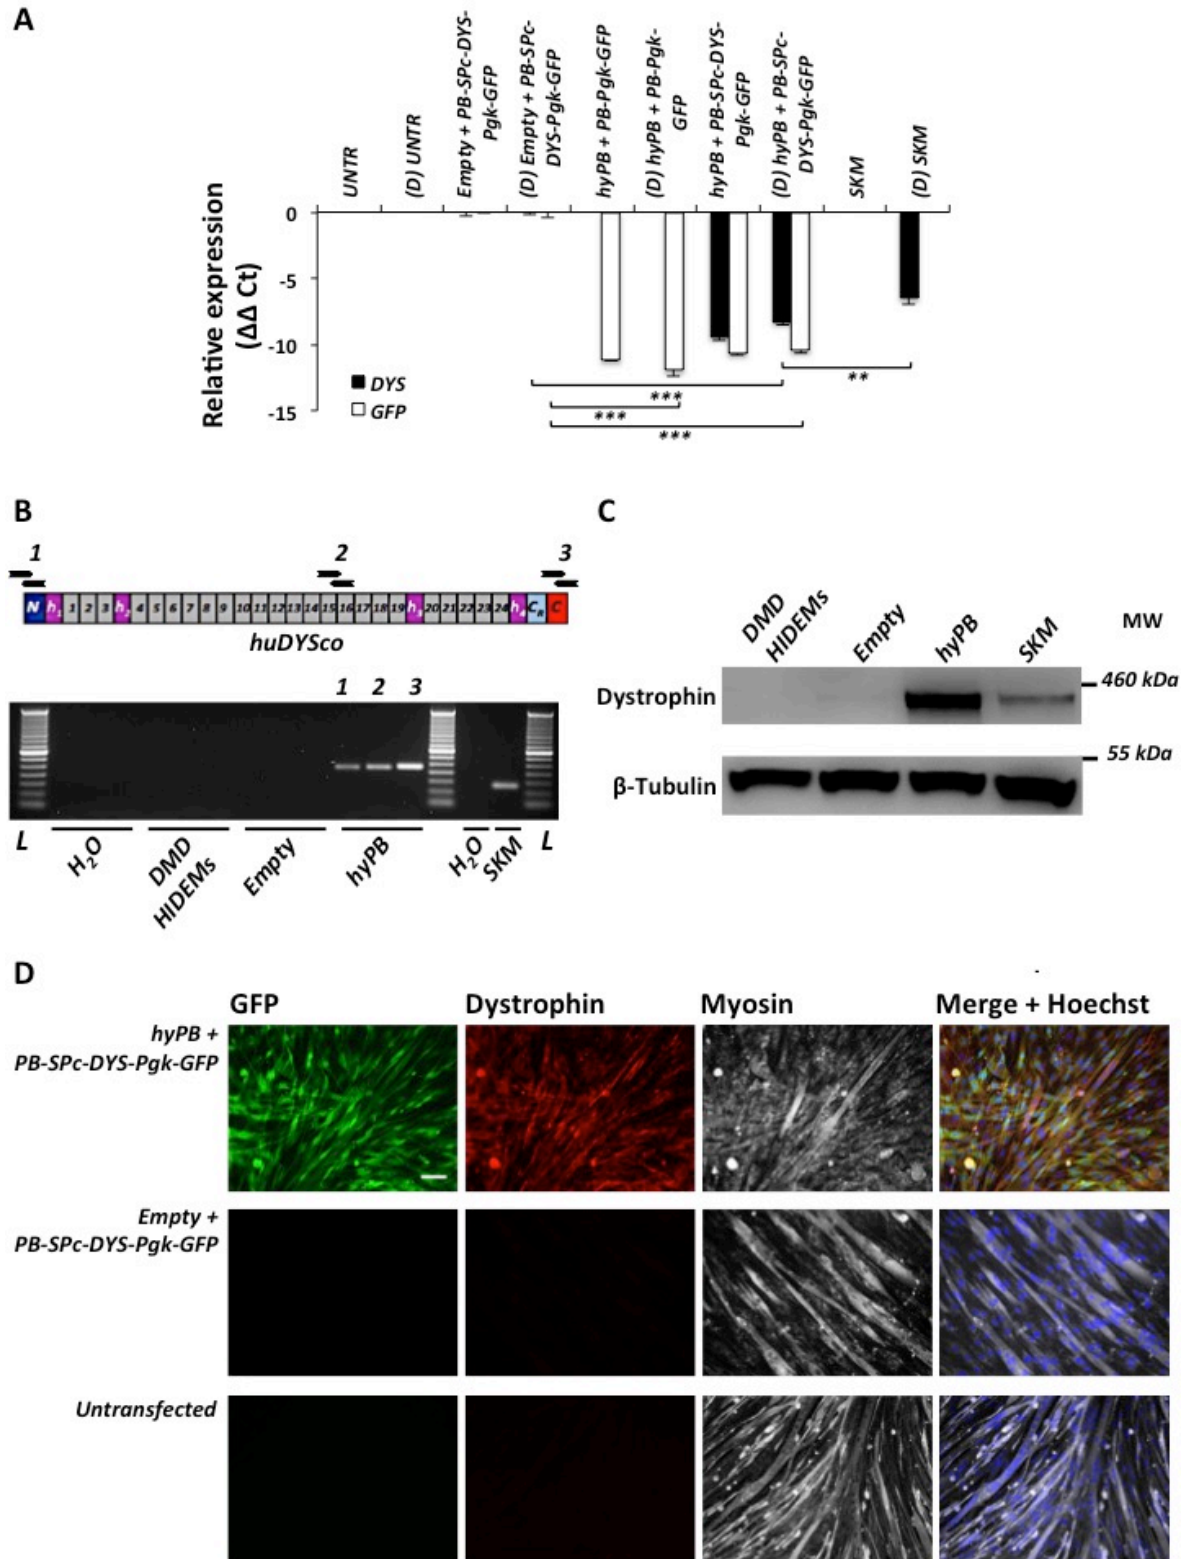 A
UNTR
(D) UNTR
Empty + PB-SPc-DYS-
Pgk-GFP
(D) Empty + PB-SPc-
DYS-Pgk-GFP
hyPB + PB-Pgk-GFP
(D) hyPB + PB-Pgk-
GFP
hyPB + PB-SPc-DYS-
Pgk-GFP
(D) hyPB + PB-SPc-
DYS-Pgk-GFP
SKM
(D) SKM
Relative expression
(ΔΔ Ct)
0
-5
-10
-15
DYS
GFP
***
***
***
**
B
1 2 3
N h1 1 2 3 h2 4 5 6 7 8 9 10 11 12 13 14 15 16 17 18 19 h3 20 21 22 23 24 h4 CR C
huDYSco
1 2 3
L
H2O
DMD
HIDEMs
Empty
hyPB
H2O
SKM
L
C
DMD
HIDEMs
Empty
hyPB
SKM
MW
Dystrophin
460 kDa
55 kDa
β-Tubulin
D
GFP
Dystrophin
Myosin
Merge + Hoechst
hyPB +
PB-SPc-DYS-Pgk-GFP
Empty +
PB-SPc-DYS-Pgk-GFP
Untransfected